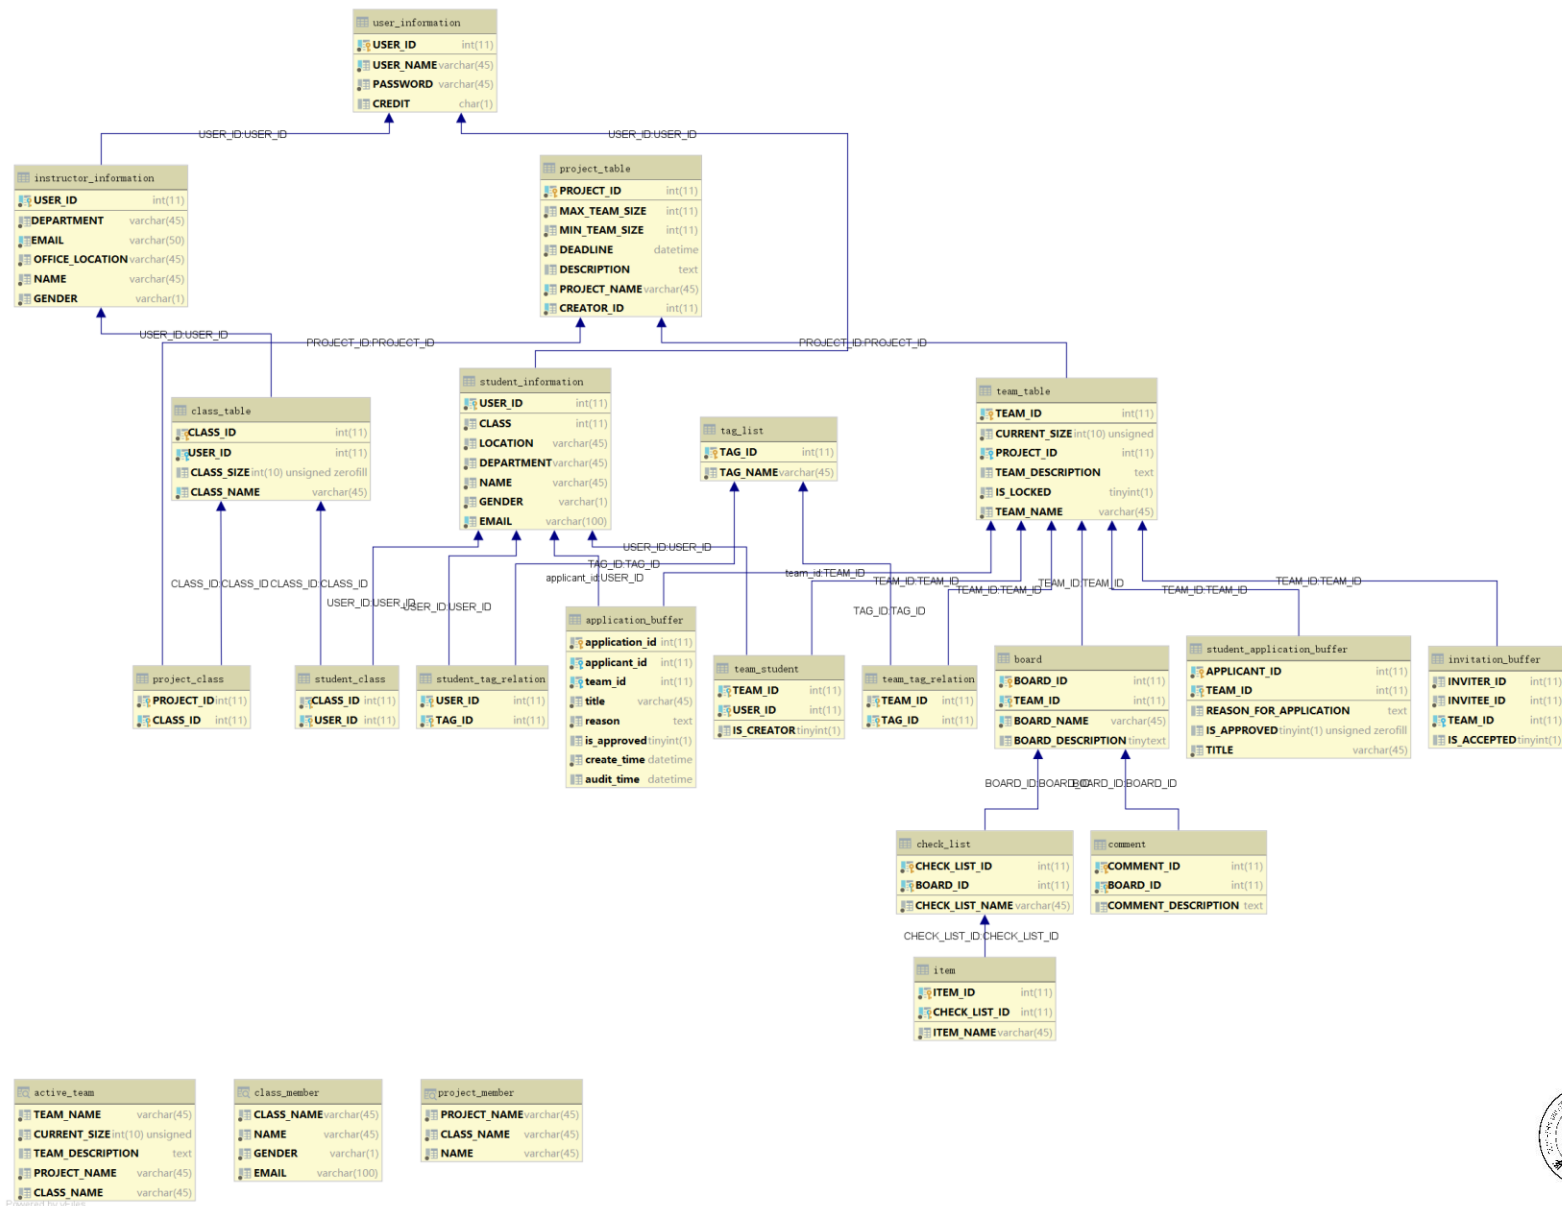 user_information
USER_ID int(11)
USER_NAME varchar(45)
PASSWORD varchar(45)
CREDIT char(1)
USER_ID:USER_ID
USER_ID:USER_ID
instructor_information
USER_ID int(11)
DEPARTMENT varchar(45)
EMAIL varchar(50)
OFFICE_LOCATION varchar(45)
NAME varchar(45)
GENDER varchar(1)
project_table
PROJECT_ID int(11)
MAX_TEAM_SIZE int(11)
MIN_TEAM_SIZE int(11)
DEADLINE datetime
DESCRIPTION text
PROJECT_NAME varchar(45)
CREATOR_ID int(11)
USER_ID:USER_ID
PROJECT_ID:PROJECT_ID
PROJECT_ID:PROJECT_ID
class_table
CLASS_ID int(11)
USER_ID int(11)
CLASS_SIZE int(10) unsigned zerofill
CLASS_NAME varchar(45)
student_information
USER_ID int(11)
CLASS int(11)
LOCATION varchar(45)
DEPARTMENT varchar(45)
NAME varchar(45)
GENDER varchar(1)
EMAIL varchar(100)
tag_list
TAG_ID int(11)
TAG_NAME varchar(45)
team_table
TEAM_ID int(11)
CURRENT_SIZE int(10) unsigned
PROJECT_ID int(11)
TEAM_DESCRIPTION text
IS_LOCKED tinyint(1)
TEAM_NAME varchar(45)
CLASS_ID:CLASS_ID
CLASS_ID:CLASS_ID
USER_ID:USER_ID
USER_ID:USER_ID
applicant_id:USER_ID
TAG_ID:TAG_ID
USER_ID:USER_ID
team_id:TEAM_ID
TAG_ID:TAG_ID
TEAM_ID:TEAM_ID
TEAM_ID:TEAM_ID
TEAM_ID:TEAM_ID
TEAM_ID:TEAM_ID
TEAM_ID:TEAM_ID
project_class
PROJECT_ID int(11)
CLASS_ID int(11)
student_class
CLASS_ID int(11)
USER_ID int(11)
student_tag_relation
USER_ID int(11)
TAG_ID int(11)
application_buffer
application_id int(11)
applicant_id int(11)
team_id int(11)
title varchar(45)
reason text
is_approved tinyint(1)
create_time datetime
audit_time datetime
team_student
TEAM_ID int(11)
USER_ID int(11)
IS_CREATOR tinyint(1)
team_tag_relation
TEAM_ID int(11)
TAG_ID int(11)
board
BOARD_ID int(11)
TEAM_ID int(11)
BOARD_NAME varchar(45)
BOARD_DESCRIPTION tinytext
student_application_buffer
APPLICANT_ID int(11)
TEAM_ID int(11)
REASON_FOR_APPLICATION text
IS_APPROVED tinyint(1) unsigned zerofill
TITLE varchar(45)
invitation_buffer
INVITER_ID int(11)
INVITEE_ID int(11)
TEAM_ID int(11)
IS_ACCEPTED tinyint(1)
BOARD_ID:BOARD_ID
BOARD_ID:BOARD_ID
check_list
CHECK_LIST_ID int(11)
BOARD_ID int(11)
CHECK_LIST_NAME varchar(45)
comment
COMMENT_ID int(11)
BOARD_ID int(11)
COMMENT_DESCRIPTION text
CHECK_LIST_ID:CHECK_LIST_ID
item
ITEM_ID int(11)
CHECK_LIST_ID int(11)
ITEM_NAME varchar(45)
active_team
TEAM_NAME varchar(45)
CURRENT_SIZE int(10) unsigned
TEAM_DESCRIPTION text
PROJECT_NAME varchar(45)
CLASS_NAME varchar(45)
class_member
CLASS_NAME varchar(45)
NAME varchar(45)
GENDER varchar(1)
EMAIL varchar(100)
project_member
PROJECT_NAME varchar(45)
CLASS_NAME varchar(45)
NAME varchar(45)
Powered by yFiles